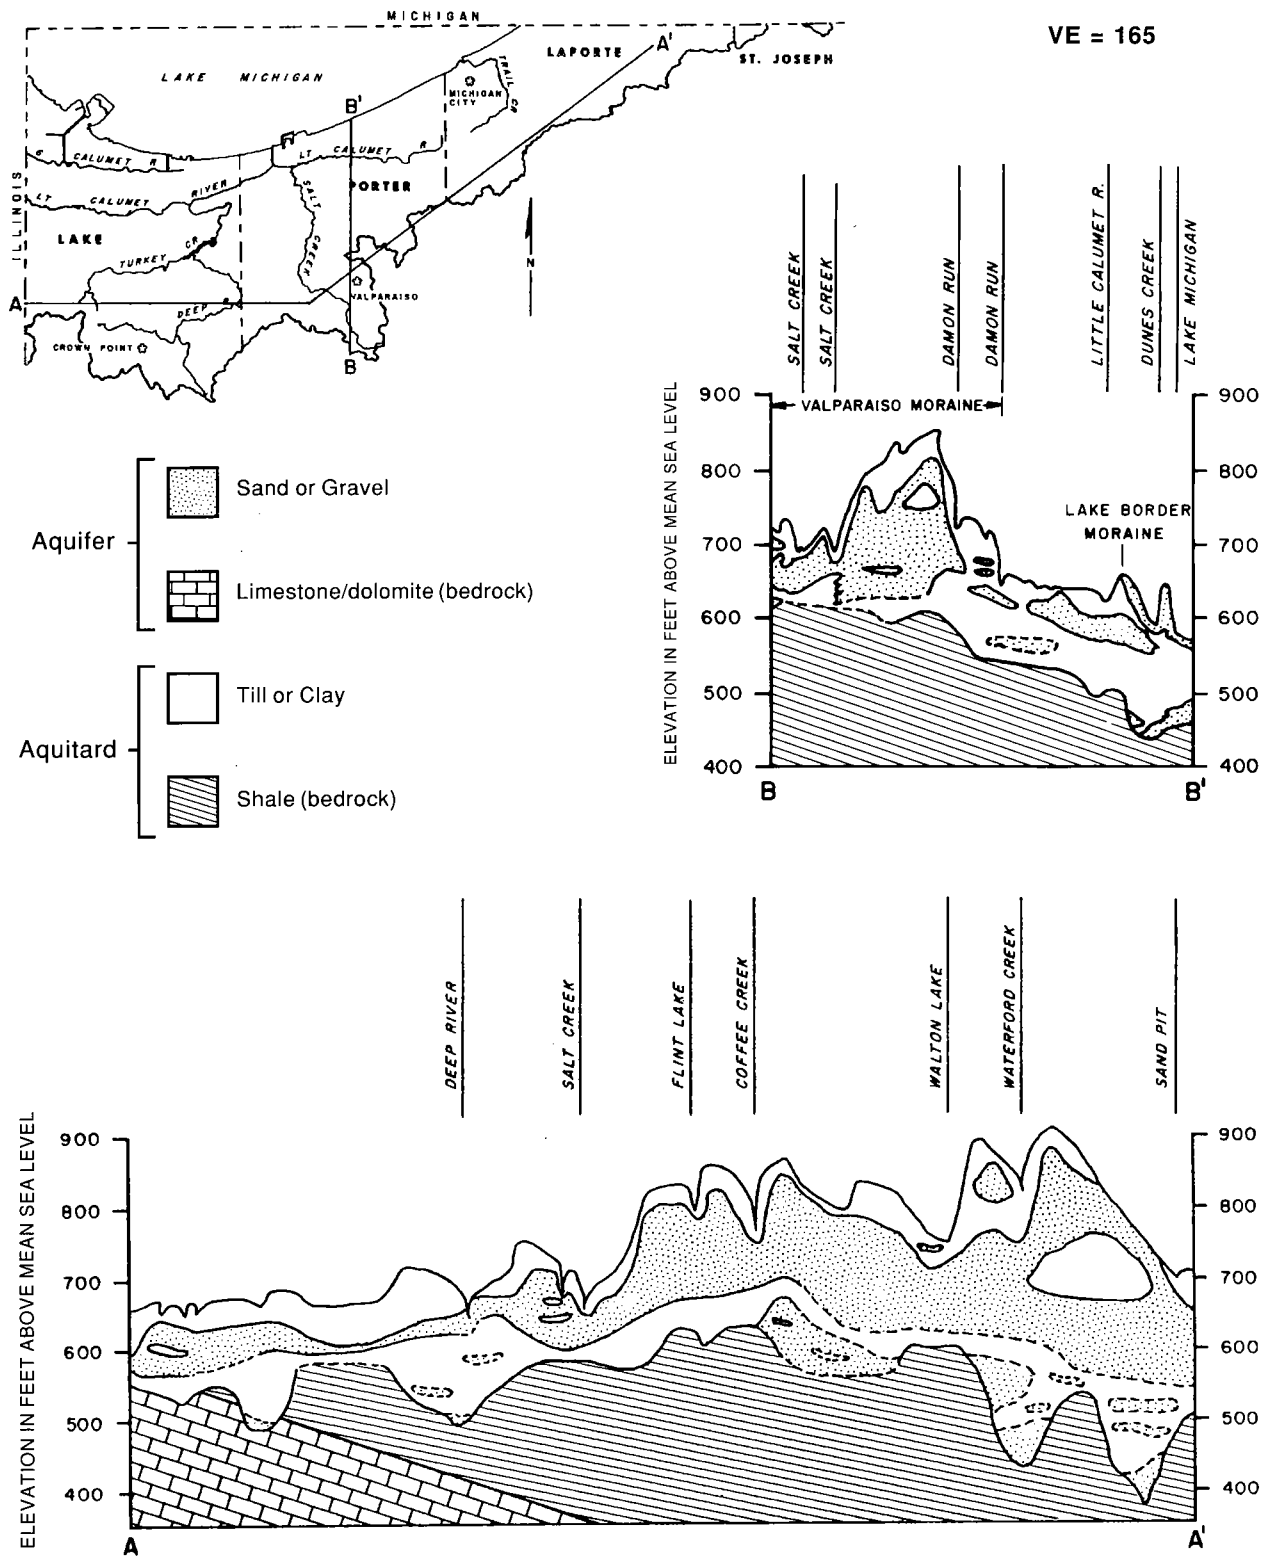 MICHIGAN
VE = 165
LAPORTE
A'
ST. JOSEPH
LAKE MICHIGAN
TRAIL CR
MICHIGAN
CITY
B'
G. CALUMET R
LT CALUMET R
LT CALUMET RIVER
SALT CREEK
PORTER
ILLINOIS
LAKE
TURKEY CR
N
A
DEEP R
VALPARAISO
CROWN POINT
B
SALT CREEK
SALT CREEK
DAMON RUN
DAMON RUN
LITTLE CALUMET R.
DUNES CREEK
LAKE MICHIGAN
ELEVATION IN FEET ABOVE MEAN SEA LEVEL
900
800
700
600
500
400
VALPARAISO MORAINE
LAKE BORDER
MORAINE
900
800
700
600
500
400
B
B'
Aquifer
Sand or Gravel
Limestone/dolomite (bedrock)
Aquitard
Till or Clay
Shale (bedrock)
DEEP RIVER
SALT CREEK
FLINT LAKE
COFFEE CREEK
WALTON LAKE
WATERFORD CREEK
SAND PIT
ELEVATION IN FEET ABOVE MEAN SEA LEVEL
900
800
700
600
500
400
900
800
700
600
500
400
A
A'